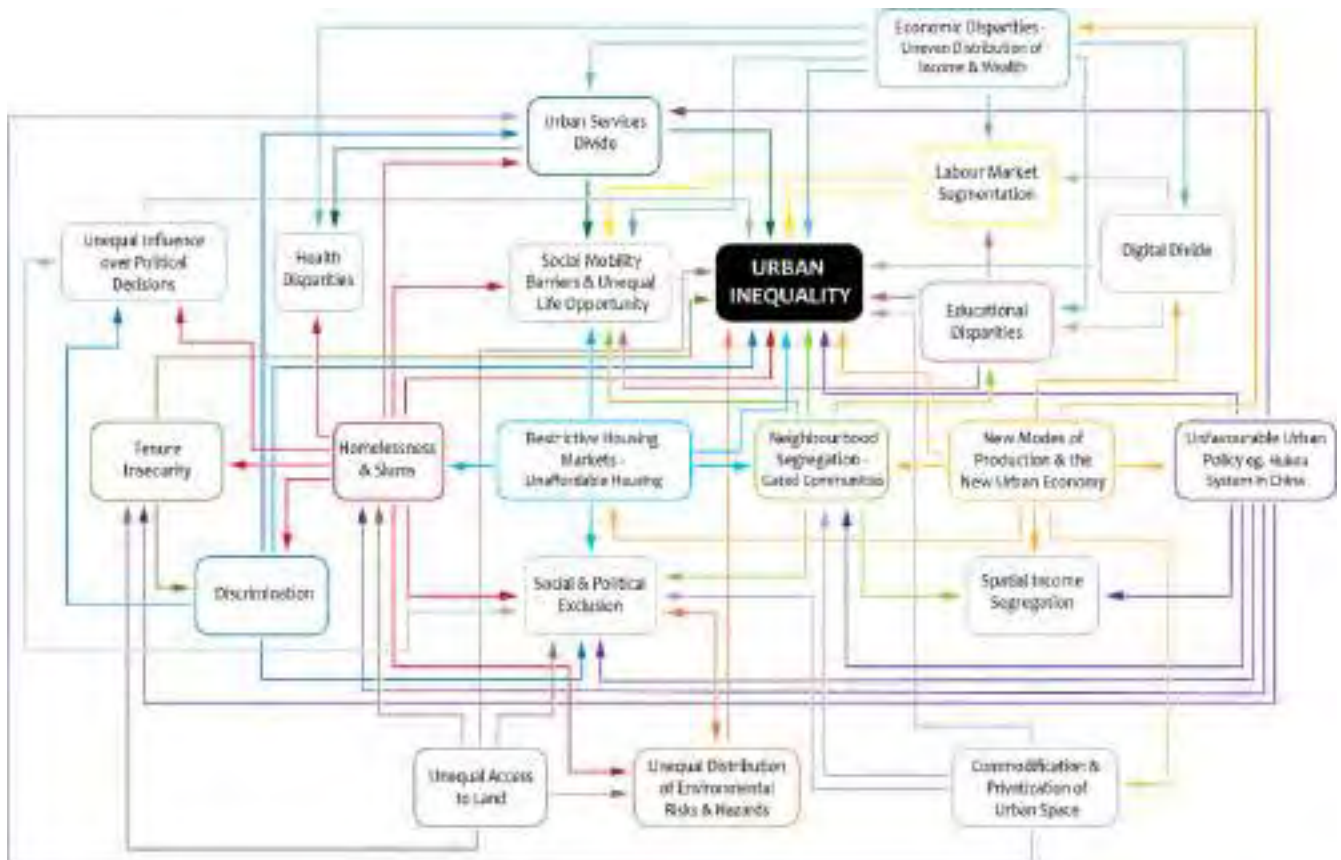 Economic Disparities -
Uneven Distribution of
Income & Wealth
Urban Services
Divide
Labour Market
Segmentation
Unequal Influence
over Political
Decisions
Health
Disparities
Social Mobility
Barriers & Unequal
Life Opportunity
URBAN
INEQUALITY
Digital Divide
Educational
Disparities
Tenure
Insecurity
Homelessness
& Slums
Restrictive Housing
Markets -
Unaffordable Housing
Neighbourhood
Segregation -
Gated Communities
New Modes of
Production & the
New Urban Economy
Unfavourable Urban
Policy eg. Hukou
System in China
Discrimination
Social & Political
Exclusion
Spatial Income
Segregation
Unequal Access
to Land
Unequal Distribution
of Environmental
Risks & Hazards
Commodification &
Privatization of
Urban Space